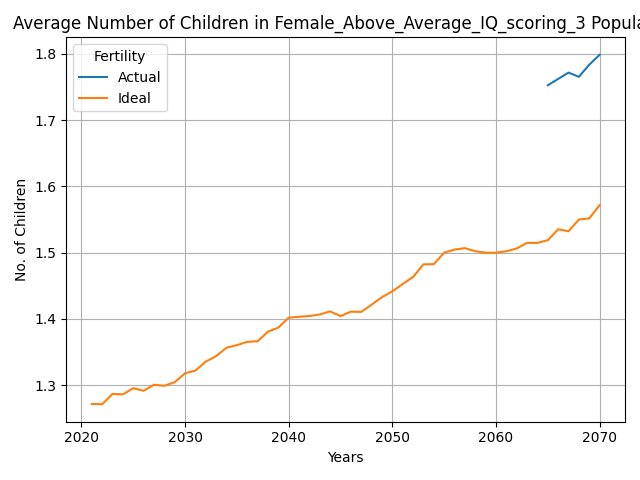 Average Number of Children in Female_Above_Average_IQ_scoring_3 Popula
Fertility
Actual
Ideal
1.8
1.7
1.6
1.5
1.4
1.3
No. of Children
2020 2030 2040 2050 2060 2070
Years